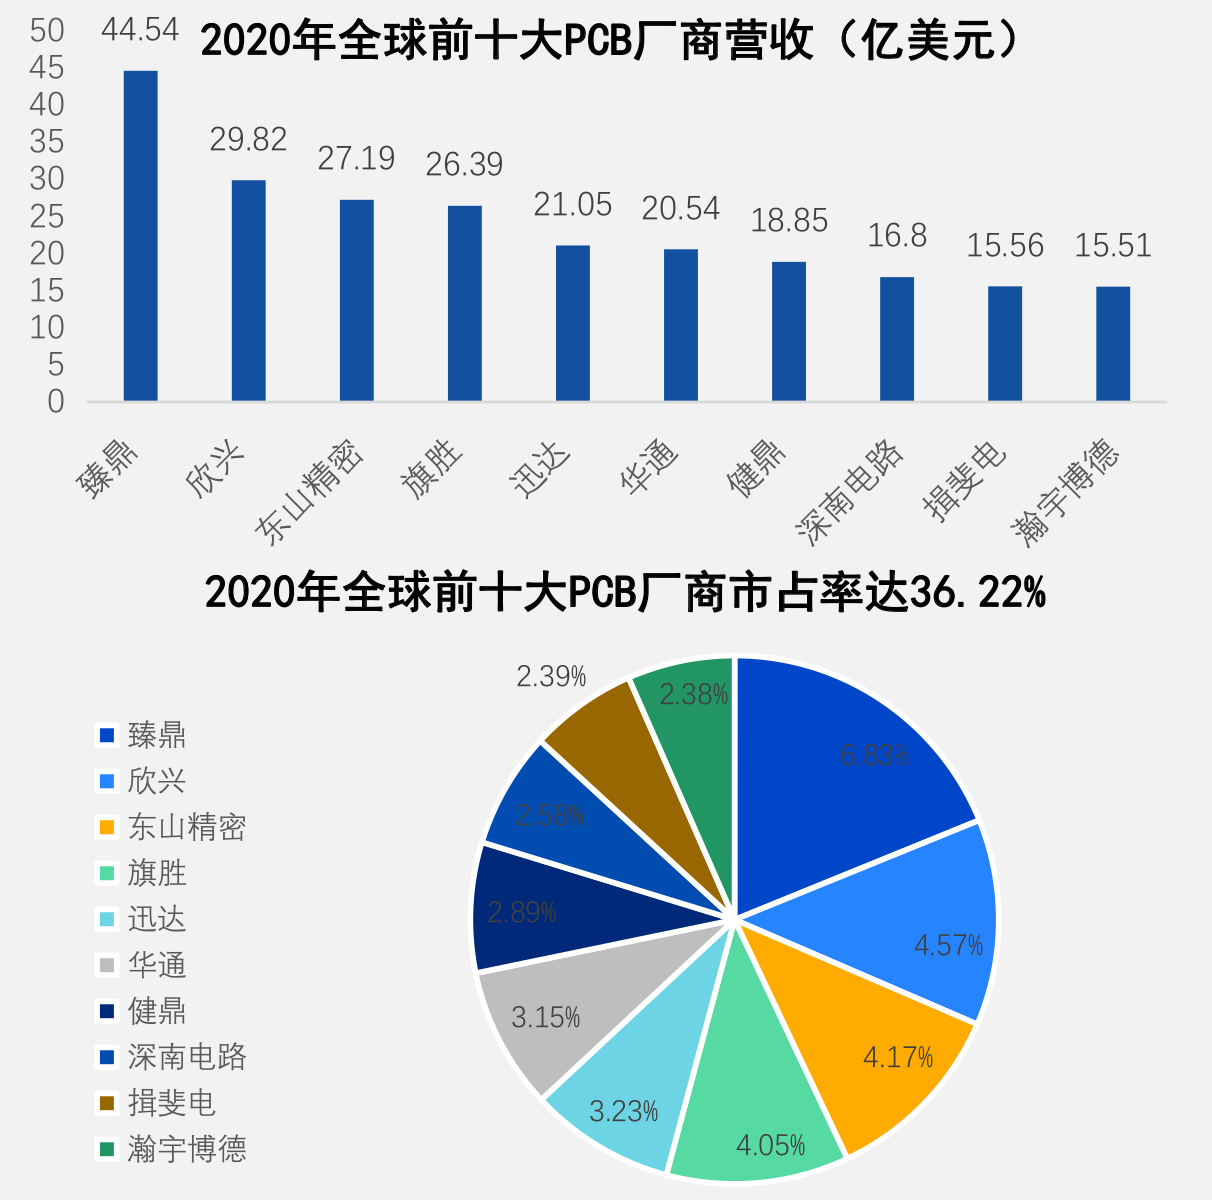 2020年全球前十大PCB厂商营收（亿美元）
50
45
40
35
30
25
20
15
10
5
0
44.54
29.82
27.19
26.39
21.05
20.54
18.85
16.8
15.56
15.51
臻鼎
欣兴
东山精密
旗胜
迅达
华通
健鼎
深南电路
揖斐电
瀚宇博德
2020年全球前十大PCB厂商市占率达36.22%
臻鼎
欣兴
东山精密
旗胜
迅达
华通
健鼎
深南电路
揖斐电
瀚宇博德
6.83%
4.57%
4.17%
4.05%
3.23%
3.15%
2.89%
2.58%
2.39%
2.38%